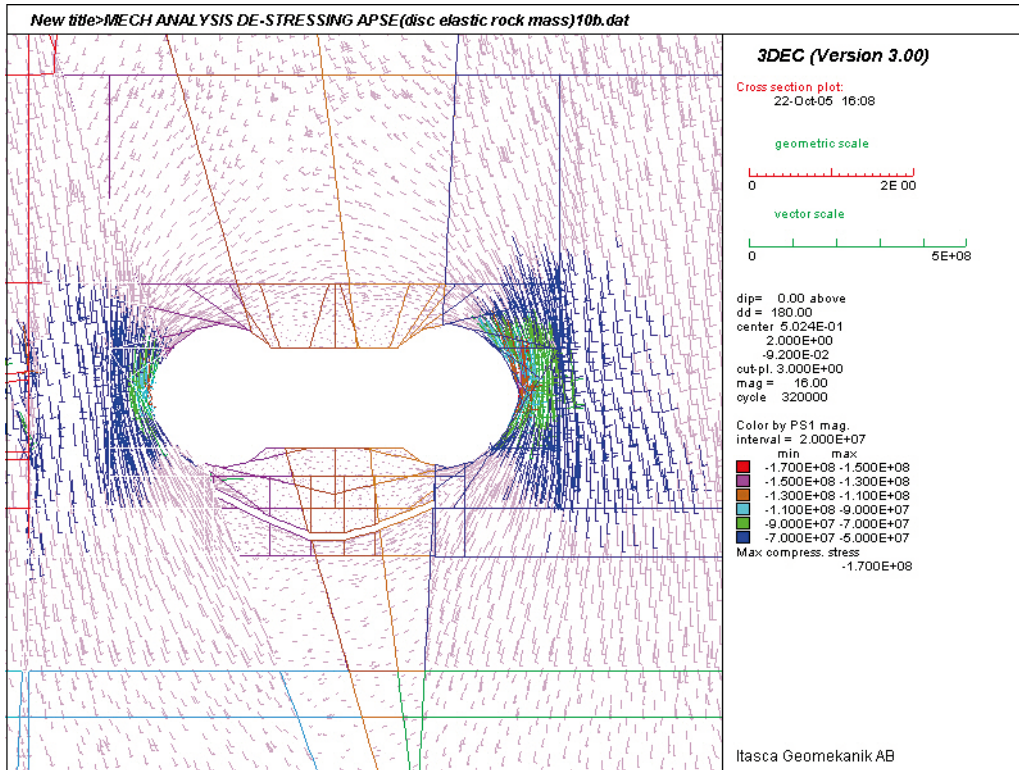 New title>MECH ANALYSIS DE-STRESSING APSE(disc elastic rock mass)10b.dat
3DEC (Version 3.00)
Cross section plot:
22-Oct-05 16:08
geometric scale
0 2E 00
vector scale
0 5E+08
dip= 0.00 above
dd = 180.00
center 5.024E-01
2.000E+00
-9.200E-02
cut-pl. 3.000E+00
mag = 16.00
cycle 320000
Color by PS1 mag.
interval = 2.000E+07
min max
-1.700E+08 -1.500E+08
-1.500E+08 -1.300E+08
-1.300E+08 -1.100E+08
-1.100E+08 -9.000E+07
-9.000E+07 -7.000E+07
-7.000E+07 -5.000E+07
Max compress. stress
-1.700E+08
Itasca Geomekanik AB